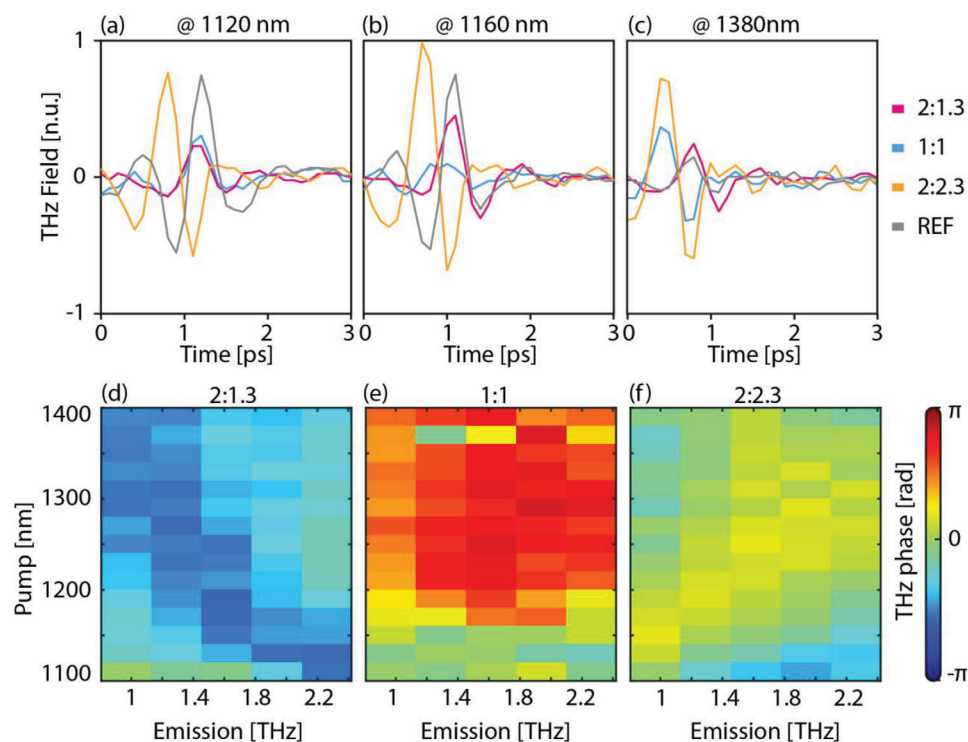 (a) @ 1120 nm (b) @ 1160 nm (c) @ 1380nm
1
0
-1
THz Field [n.u.]
0 1 2 3 0 1 2 3 0 1 2 3
Time [ps] Time [ps] Time [ps]
2:1.3
1:1
2:2.3
REF
(d) 2:1.3 (e) 1:1 (f) 2:2.3
1400
1300
1200
1100
Pump [nm]
1 1.4 1.8 2.2 1 1.4 1.8 2.2 1 1.4 1.8 2.2
Emission [THz] Emission [THz] Emission [THz]
π
0
-π
THz phase [rad]